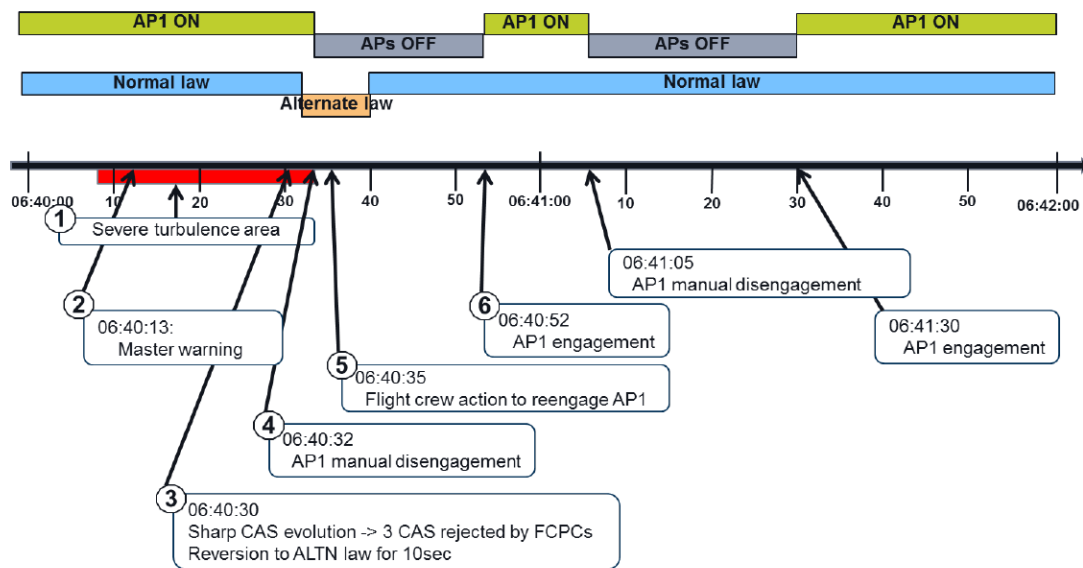 AP1 ON
AP1 ON
AP1 ON
APs OFF
APs OFF
Normal law
Normal law
Alternate law
06:40:00
10
20
30
40
50
06:41:00
10
20
30
40
50
06:42:00
1
Severe turbulence area
2
06:40:13:
Master warning
3
06:40:30
Sharp CAS evolution -> 3 CAS rejected by FCPCs
Reversion to ALTN law for 10sec
4
06:40:32
AP1 manual disengagement
5
06:40:35
Flight crew action to reengage AP1
6
06:40:52
AP1 engagement
06:41:05
AP1 manual disengagement
06:41:30
AP1 engagement